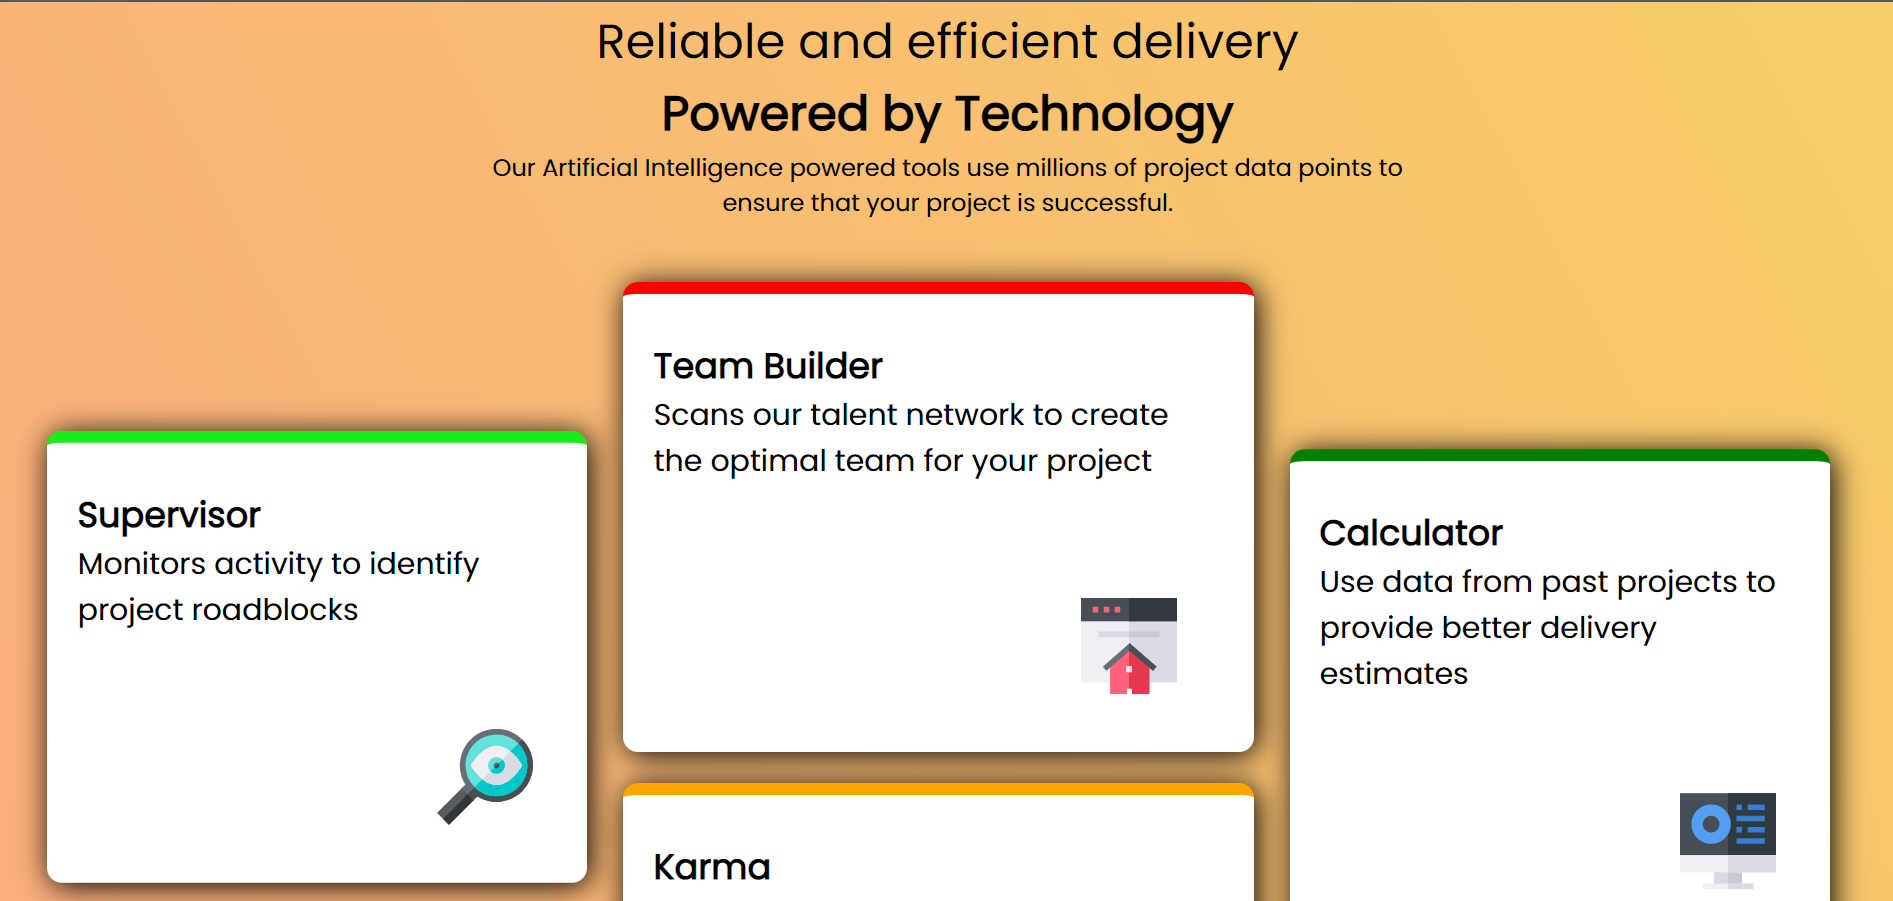 Reliable and efficient delivery
Powered by Technology
Our Artificial Intelligence powered tools use millions of project data points to
ensure that your project is successful.
Supervisor
Monitors activity to identify
project roadblocks
Team Builder
Scans our talent network to create
the optimal team for your project
Karma
Calculator
Use data from past projects to
provide better delivery
estimates